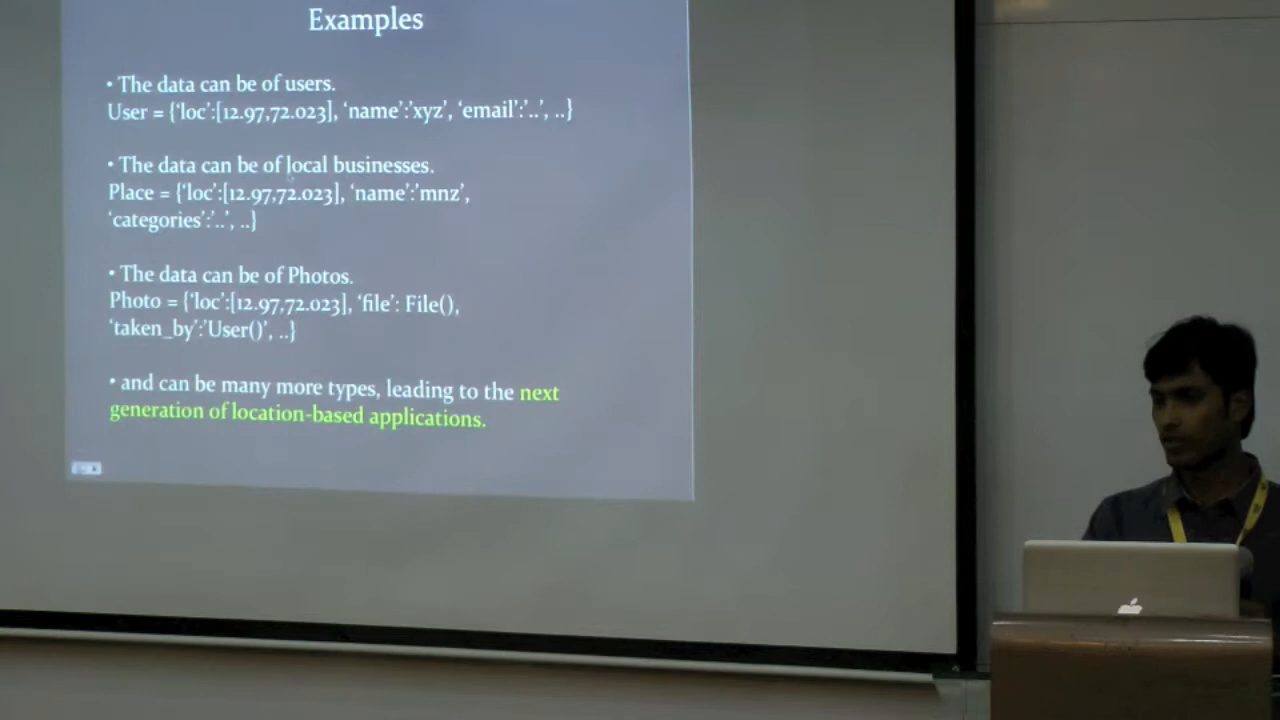 Examples
• The data can be of users.
User = {‘loc’:[12.97,72.023], ‘name’:’xyz’, ‘email’:’..’, ..}
• The data can be of local businesses.
Place = {‘loc’:[12.97,72.023], ‘name’:’mnz’,
‘categories’:’..’, ..}
• The data can be of Photos.
Photo = {‘loc’:[12.97,72.023], ‘file’: File(),
‘taken_by’:’User()’, ..}
• and can be many more types, leading to the next
generation of location-based applications.